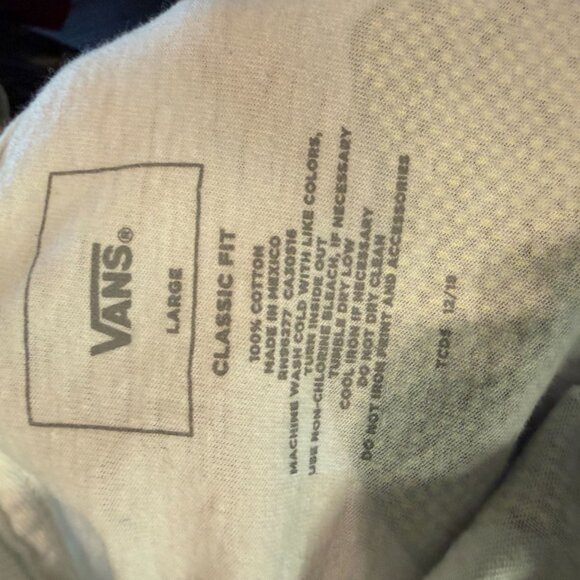 VANS®
LARGE
CLASSIC FIT
100% COTTON
MADE IN MEXICO
RN98577 CA30516
MACHINE WASH COLD WITH LIKE COLORS,
TURN INSIDE OUT
USE NON-CHLORINE BLEACH, IF NECESSARY
TUMBLE DRY LOW
COOL IRON IF NECESSARY
DO NOT DRY CLEAN
DO NOT IRON PRINT AND ACCESSORIES
12/18